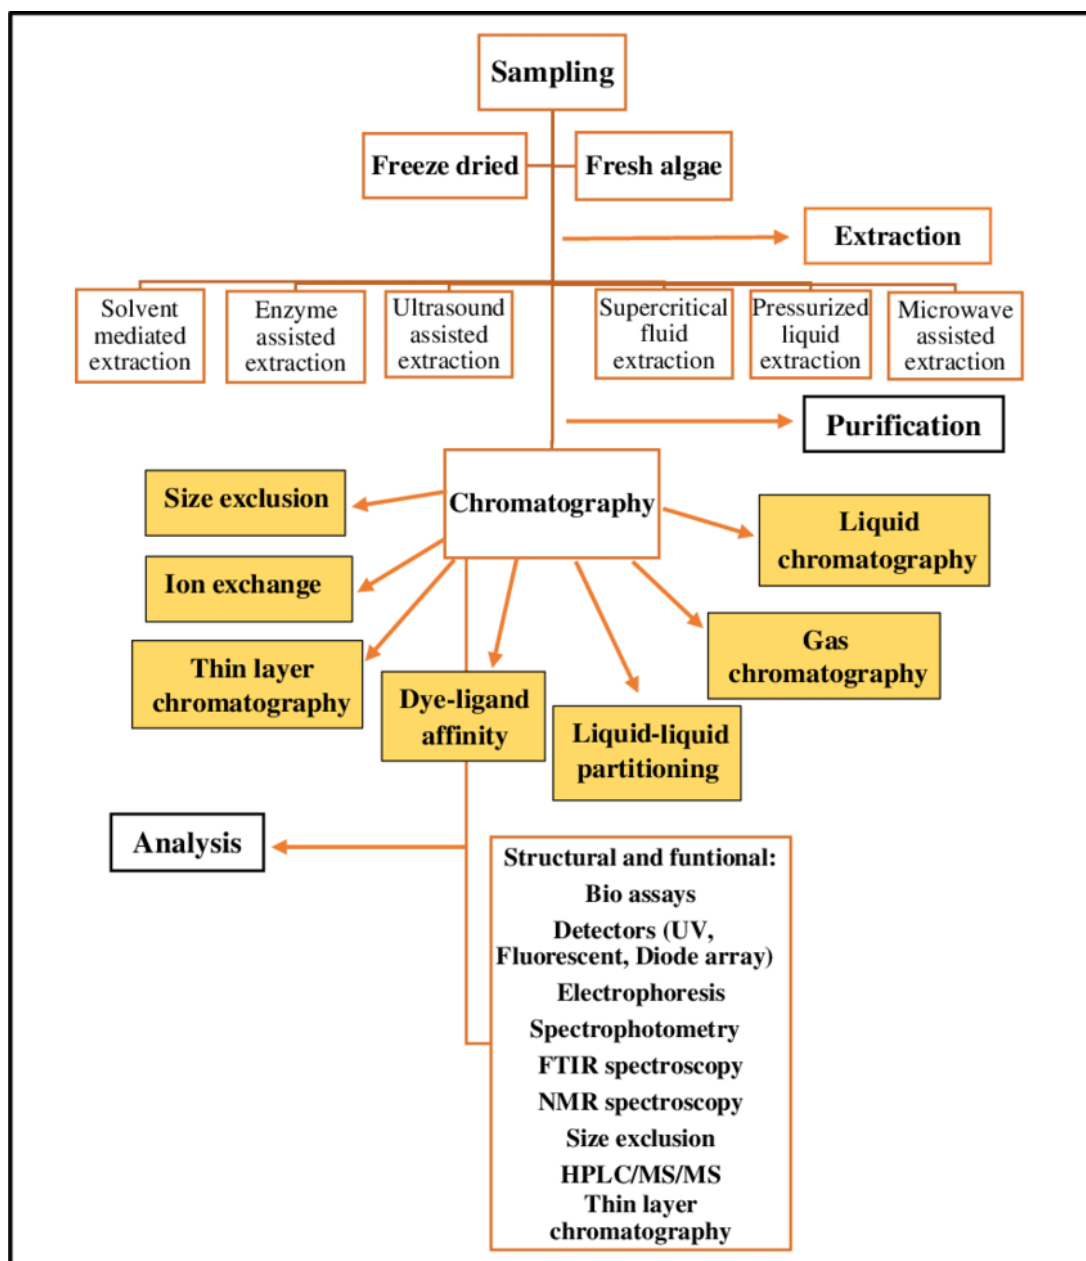 Sampling
Freeze dried
Fresh algae
Extraction
Solvent
mediated
extraction
Enzyme
assisted
extraction
Ultrasound
assisted
extraction
Supercritical
fluid
extraction
Pressurized
liquid
extraction
Microwave
assisted
extraction
Purification
Chromatography
Size exclusion
Liquid
chromatography
Ion exchange
Thin layer
chromatography
Gas
chromatography
Dye-ligand
affinity
Liquid-liquid
partitioning
Analysis
Structural and funtional:
Bio assays
Detectors (UV,
Fluorescent, Diode array)
Electrophoresis
Spectrophotometry
FTIR spectroscopy
NMR spectroscopy
Size exclusion
HPLC/MS/MS
Thin layer
chromatography